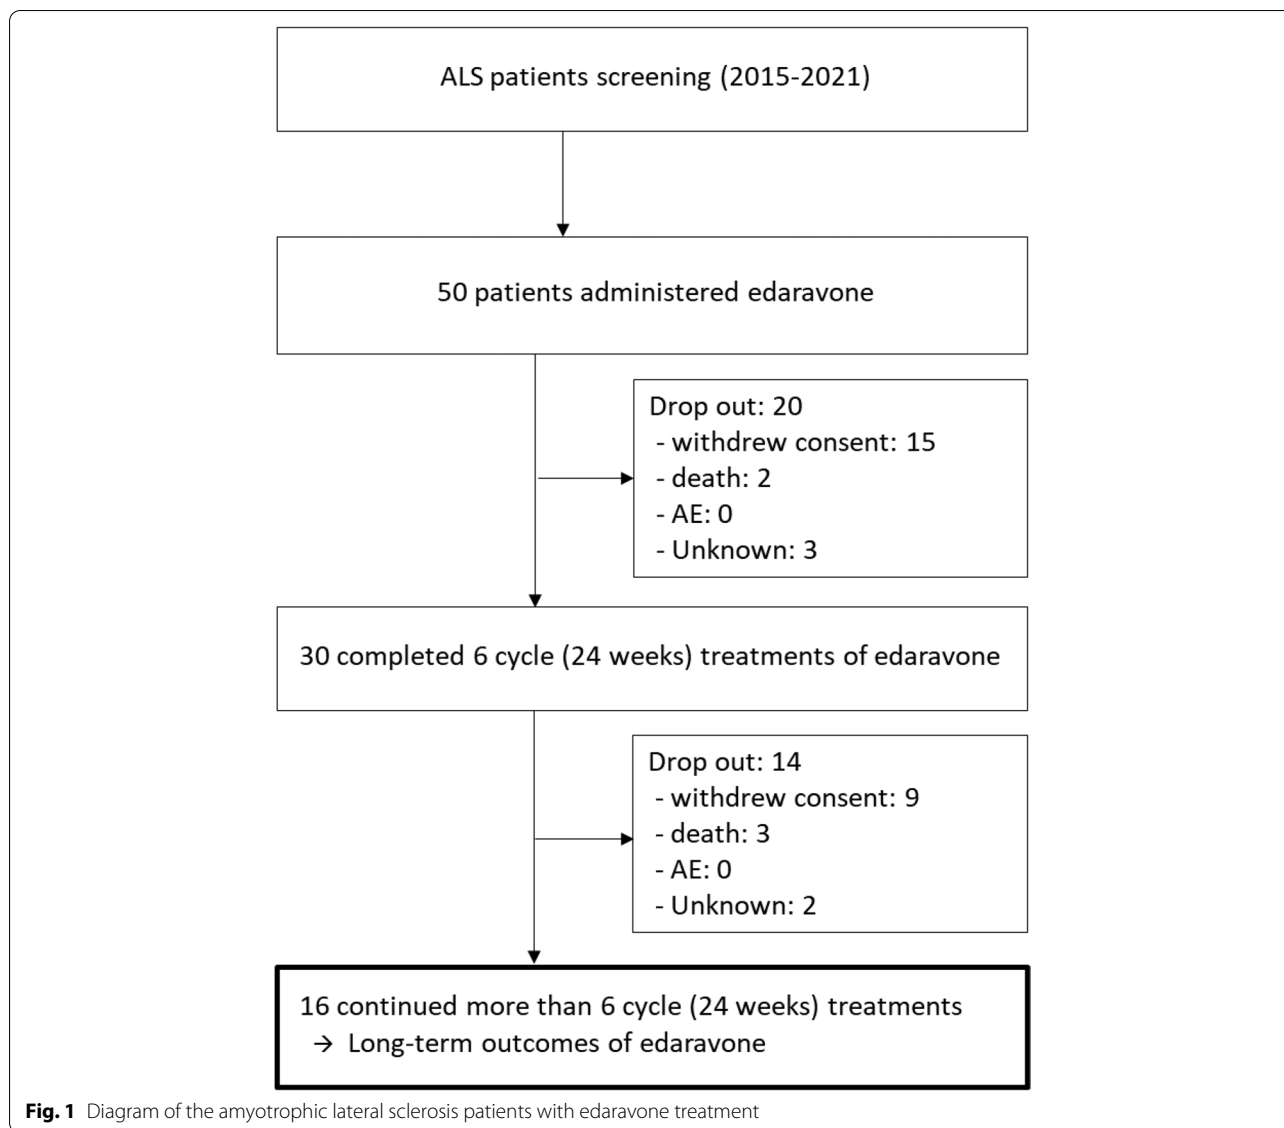 ALS patients screening (2015-2021)
50 patients administered edaravone
Drop out: 20
- withdrew consent: 15
- death: 2
- AE: 0
- Unknown: 3
30 completed 6 cycle (24 weeks) treatments of edaravone
Drop out: 14
- withdrew consent: 9
- death: 3
- AE: 0
- Unknown: 2
16 continued more than 6 cycle (24 weeks) treatments
→ Long-term outcomes of edaravone
Fig. 1 Diagram of the amyotrophic lateral sclerosis patients with edaravone treatment